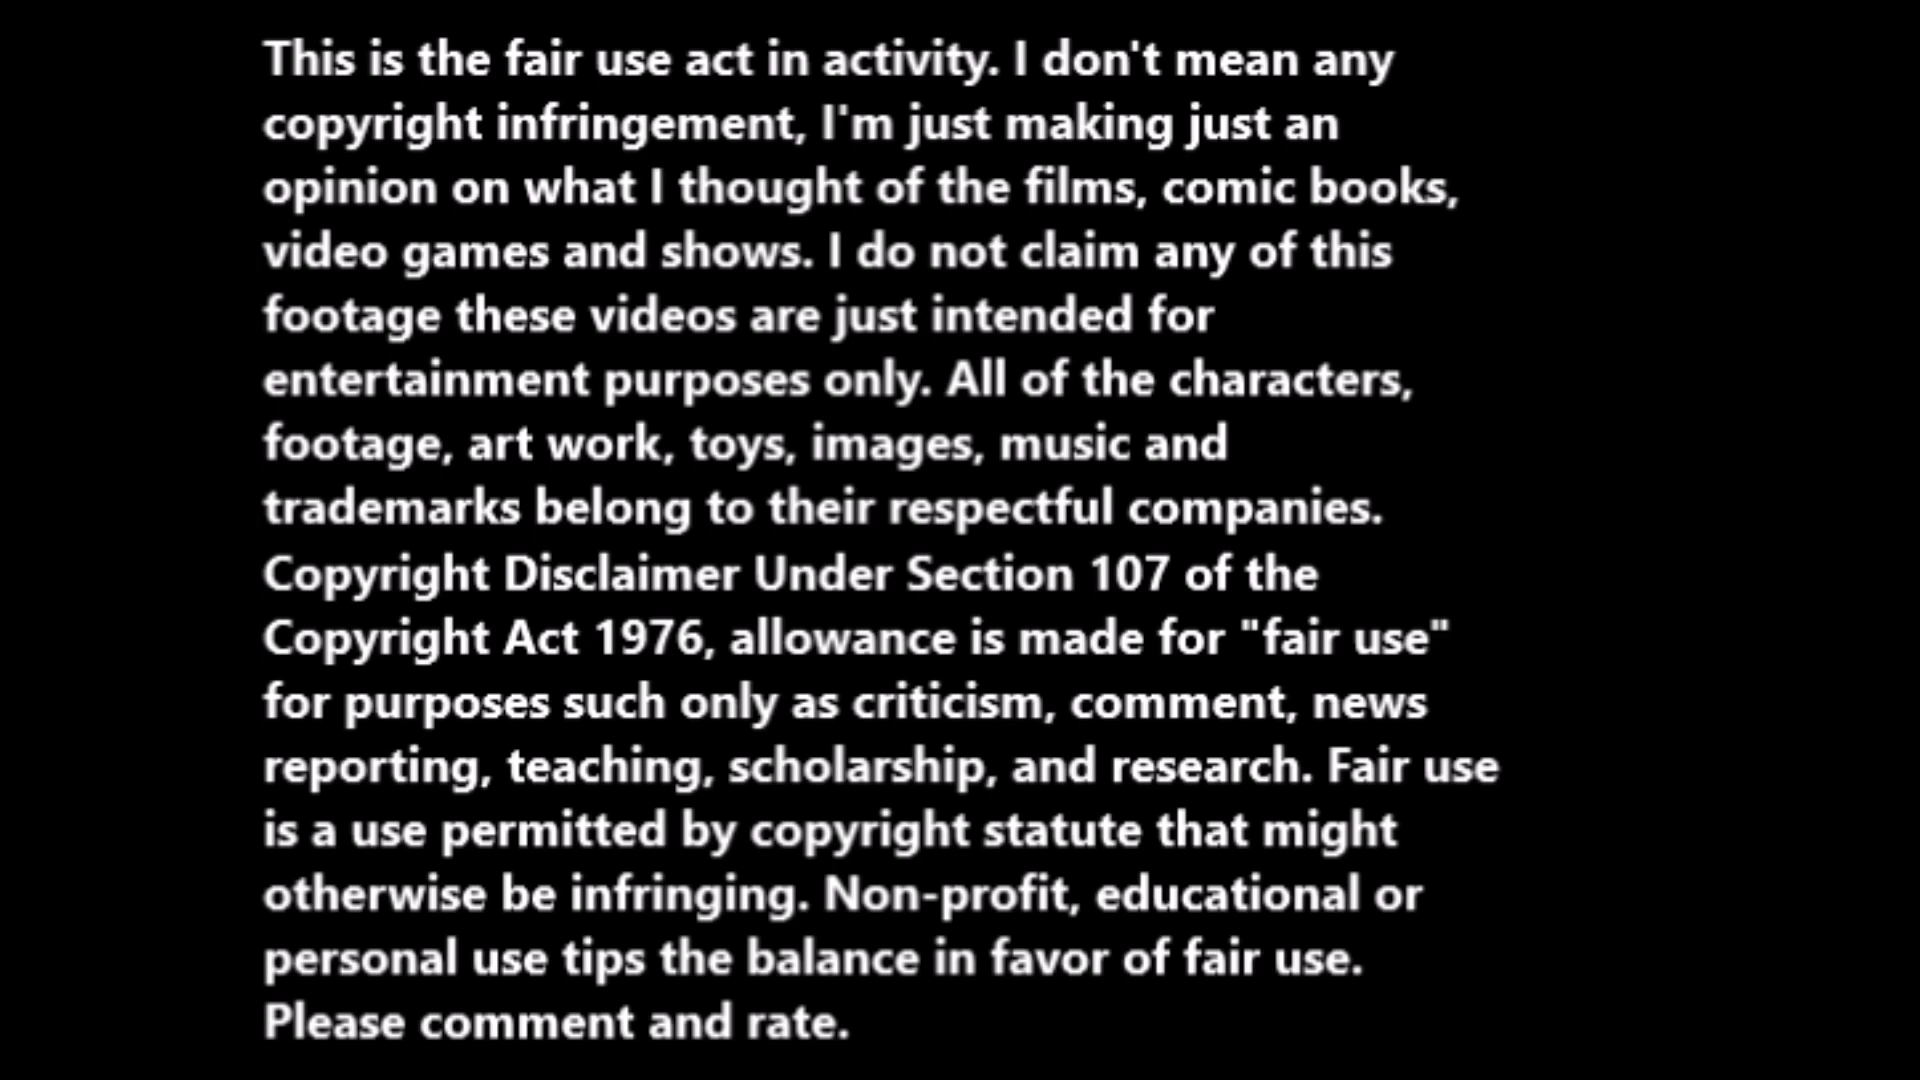 This is the fair use act in activity. I don't mean any
copyright infringement, I'm just making just an
opinion on what I thought of the films, comic books,
video games and shows. I do not claim any of this
footage these videos are just intended for
entertainment purposes only. All of the characters,
footage, art work, toys, images, music and
trademarks belong to their respectful companies.
Copyright Disclaimer Under Section 107 of the
Copyright Act 1976, allowance is made for "fair use"
for purposes such only as criticism, comment, news
reporting, teaching, scholarship, and research. Fair use
is a use permitted by copyright statute that might
otherwise be infringing. Non-profit, educational or
personal use tips the balance in favor of fair use.
Please comment and rate.